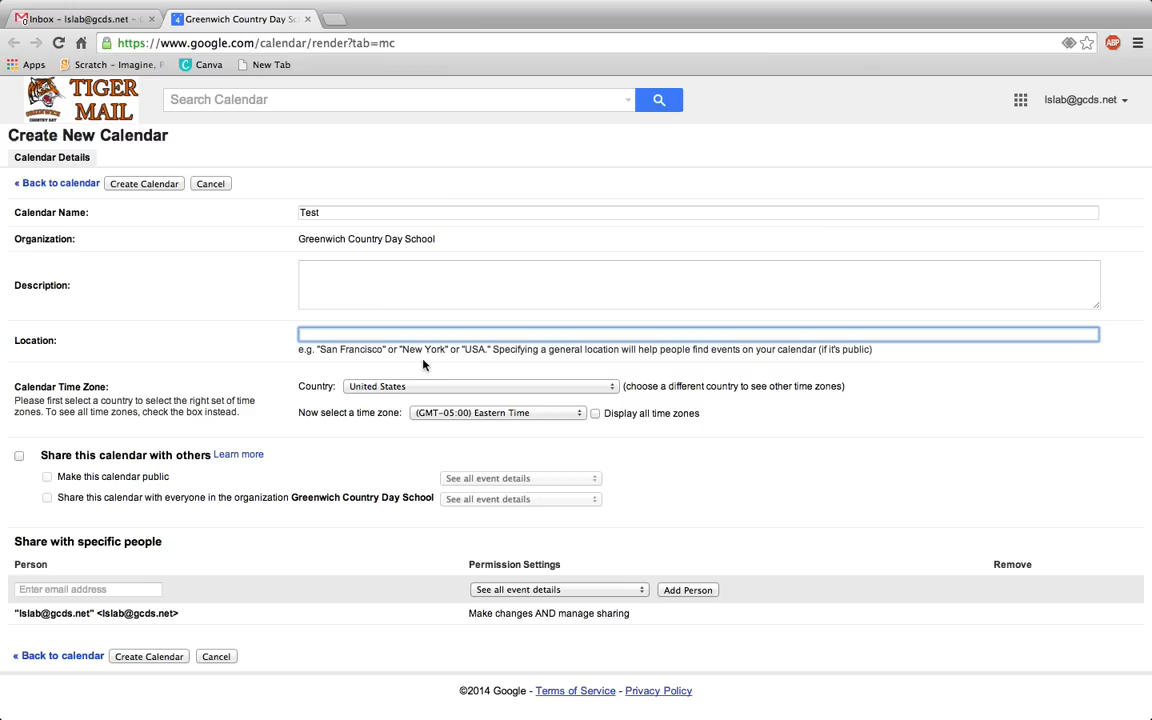 Inbox - lslab@gcds.net -
Greenwich Country Day Sc
https://www.google.com/calendar/render?tab=mc
ABP
Apps Scratch - Imagine, Canva New Tab
TIGER
MAIL
Search Calendar
lslab@gcds.net
Create New Calendar
Calendar Details
« Back to calendar Create Calendar Cancel
Calendar Name: Test
Organization: Greenwich Country Day School
Description:
Location:
e.g. "San Francisco" or "New York" or "USA." Specifying a general location will help people find events on your calendar (if it's public)
Calendar Time Zone: Country: United States (choose a different country to see other time zones)
Please first select a country to select the right set of time
zones. To see all time zones, check the box instead. Now select a time zone: (GMT-05:00) Eastern Time Display all time zones
Share this calendar with others Learn more
Make this calendar public See all event details
Share this calendar with everyone in the organization Greenwich Country Day School See all event details
Share with specific people
Person Permission Settings Remove
Enter email address See all event details Add Person
"lslab@gcds.net" <lslab@gcds.net> Make changes AND manage sharing
« Back to calendar Create Calendar Cancel
©2014 Google - Terms of Service - Privacy Policy